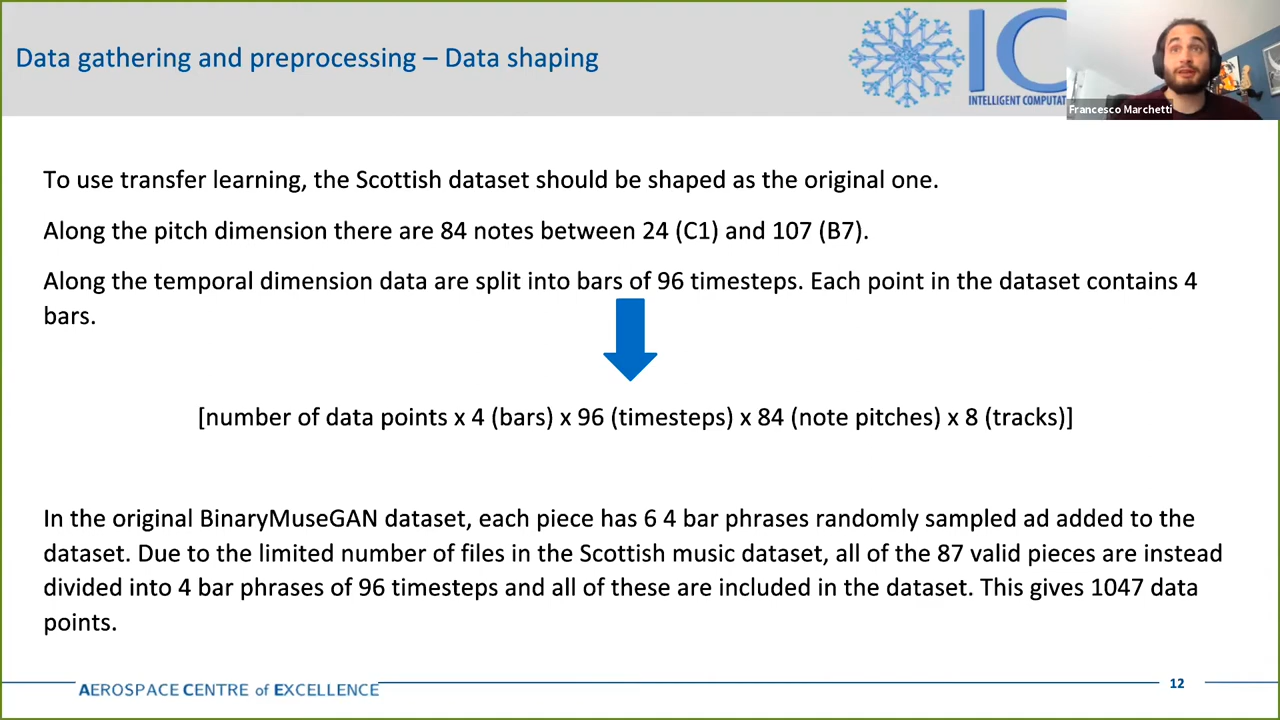 Data gathering and preprocessing – Data shaping
IC
INTELLIGENT COMPUTAT
Francesco Marchetti
To use transfer learning, the Scottish dataset should be shaped as the original one.
Along the pitch dimension there are 84 notes between 24 (C1) and 107 (B7).
Along the temporal dimension data are split into bars of 96 timesteps. Each point in the dataset contains 4
bars.
[number of data points x 4 (bars) x 96 (timesteps) x 84 (note pitches) x 8 (tracks)]
In the original BinaryMuseGAN dataset, each piece has 6 4 bar phrases randomly sampled ad added to the
dataset. Due to the limited number of files in the Scottish music dataset, all of the 87 valid pieces are instead
divided into 4 bar phrases of 96 timesteps and all of these are included in the dataset. This gives 1047 data
points.
AEROSPACE CENTRE of EXCELLENCE
12